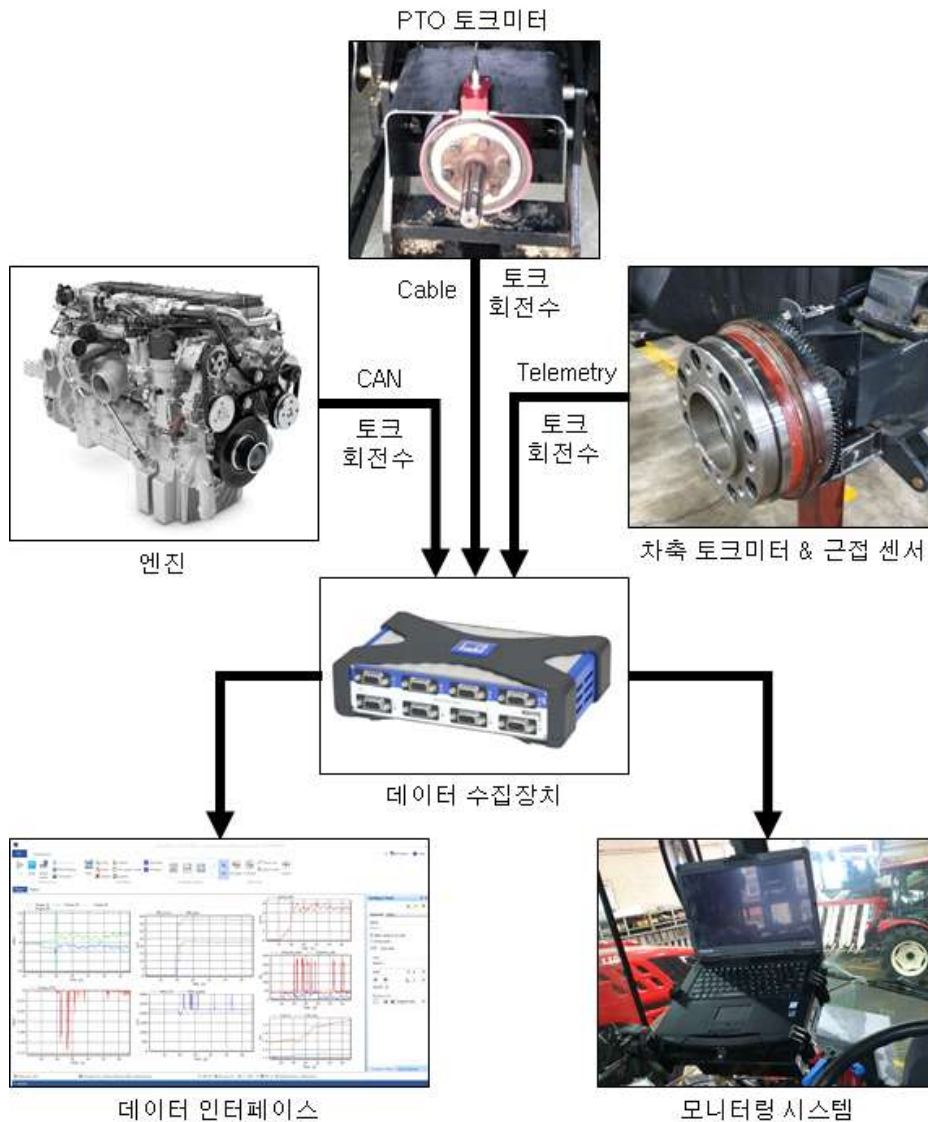 PTO 토크미터
Cable
토크
회전수
CAN
토크
회전수
Telemetry
토크
회전수
엔진
차축 토크미터 & 근접 센서
데이터 수집장치
데이터 인터페이스
모니터링 시스템